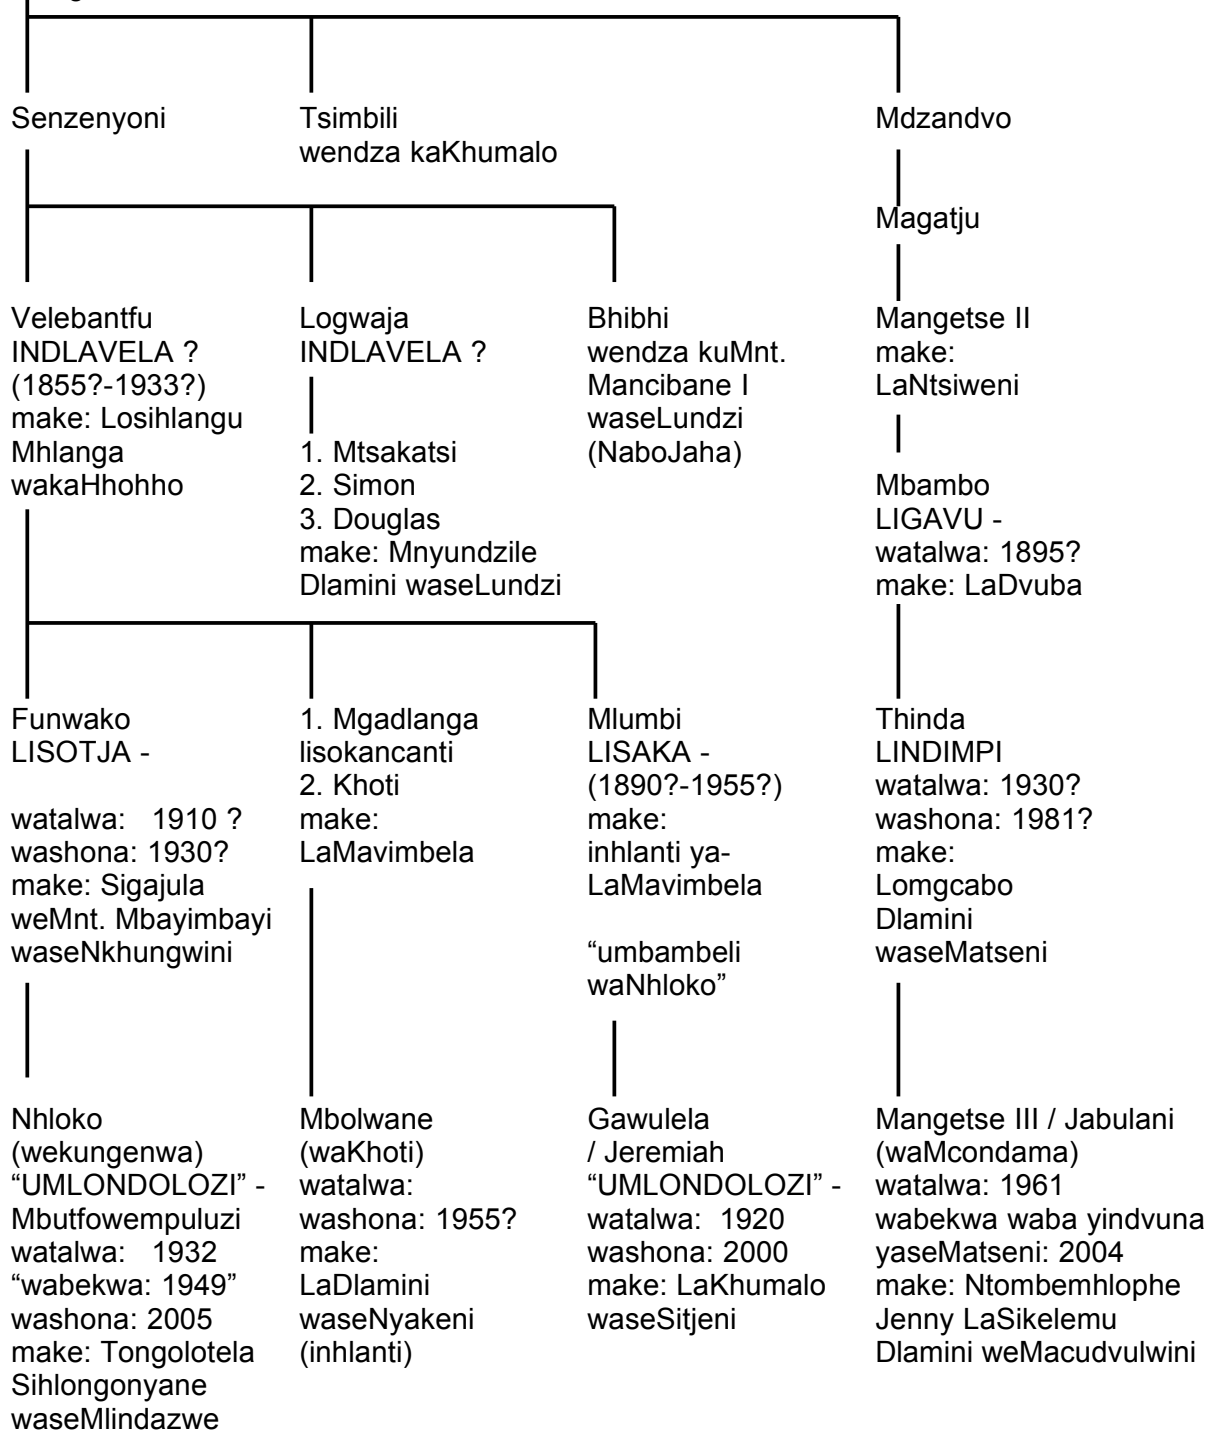 Senzenyoni
Tsimbili
wendza kaKhumalo
Mdzandvo
Magatju
Velebantfu
INDLAVELA ?
(1855?-1933?)
make: Losihlangu
Mhlanga
wakaHhohho
Logwaja
INDLAVELA ?
1. Mtsakatsi
2. Simon
3. Douglas
make: Mnyundzile
Dlamini waseLundzi
Bhibhi
wendza kuMnt.
Mancibane I
waseLundzi
(NaboJaha)
Mangetse II
make:
LaNtsiweni
Mbambo
LIGAVU -
watalwa: 1895?
make: LaDvuba
Funwako
LISOTJA -
watalwa: 1910 ?
washona: 1930?
make: Sigajula
weMnt. Mbayimbayi
waseNkhungwini
1. Mgadlanga
lisokancanti
2. Khoti
make:
LaMavimbela
Mlumbi
LISAKA -
(1890?-1955?)
make:
inhlanti ya-
LaMavimbela
“umbambeli
waNhloko”
Thinda
LINDIMPI
watalwa: 1930?
washona: 1981?
make:
Lomgcabo
Dlamini
waseMatseni
Nhloko
(wekungenwa)
“UMLONDOLOZI” -
Mbutfowempuluzi
watalwa: 1932
“wabekwa: 1949”
washona: 2005
make: Tongolotela
Sihlongonyane
waseMlindazwe
Mbolwane
(waKhoti)
watalwa:
washona: 1955?
make:
LaDlamini
waseNyakeni
(inhlanti)
Gawulela
/ Jeremiah
“UMLONDOLOZI” -
watalwa: 1920
washona: 2000
make: LaKhumalo
waseSitjeni
Mangetse III / Jabulani
(waMcondama)
watalwa: 1961
wabekwa waba yindvuna
yaseMatseni: 2004
make: Ntombemhlophe
Jenny LaSikelemu
Dlamini weMacudvulwini